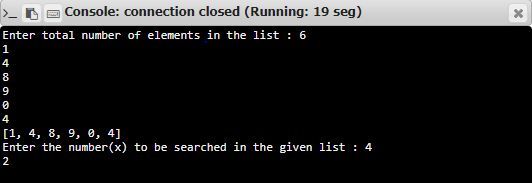 Console: connection closed (Running: 19 seg)
Enter total number of elements in the list : 6
1
4
8
9
0
4
[1, 4, 8, 9, 0, 4]
Enter the number(x) to be searched in the given list : 4
2